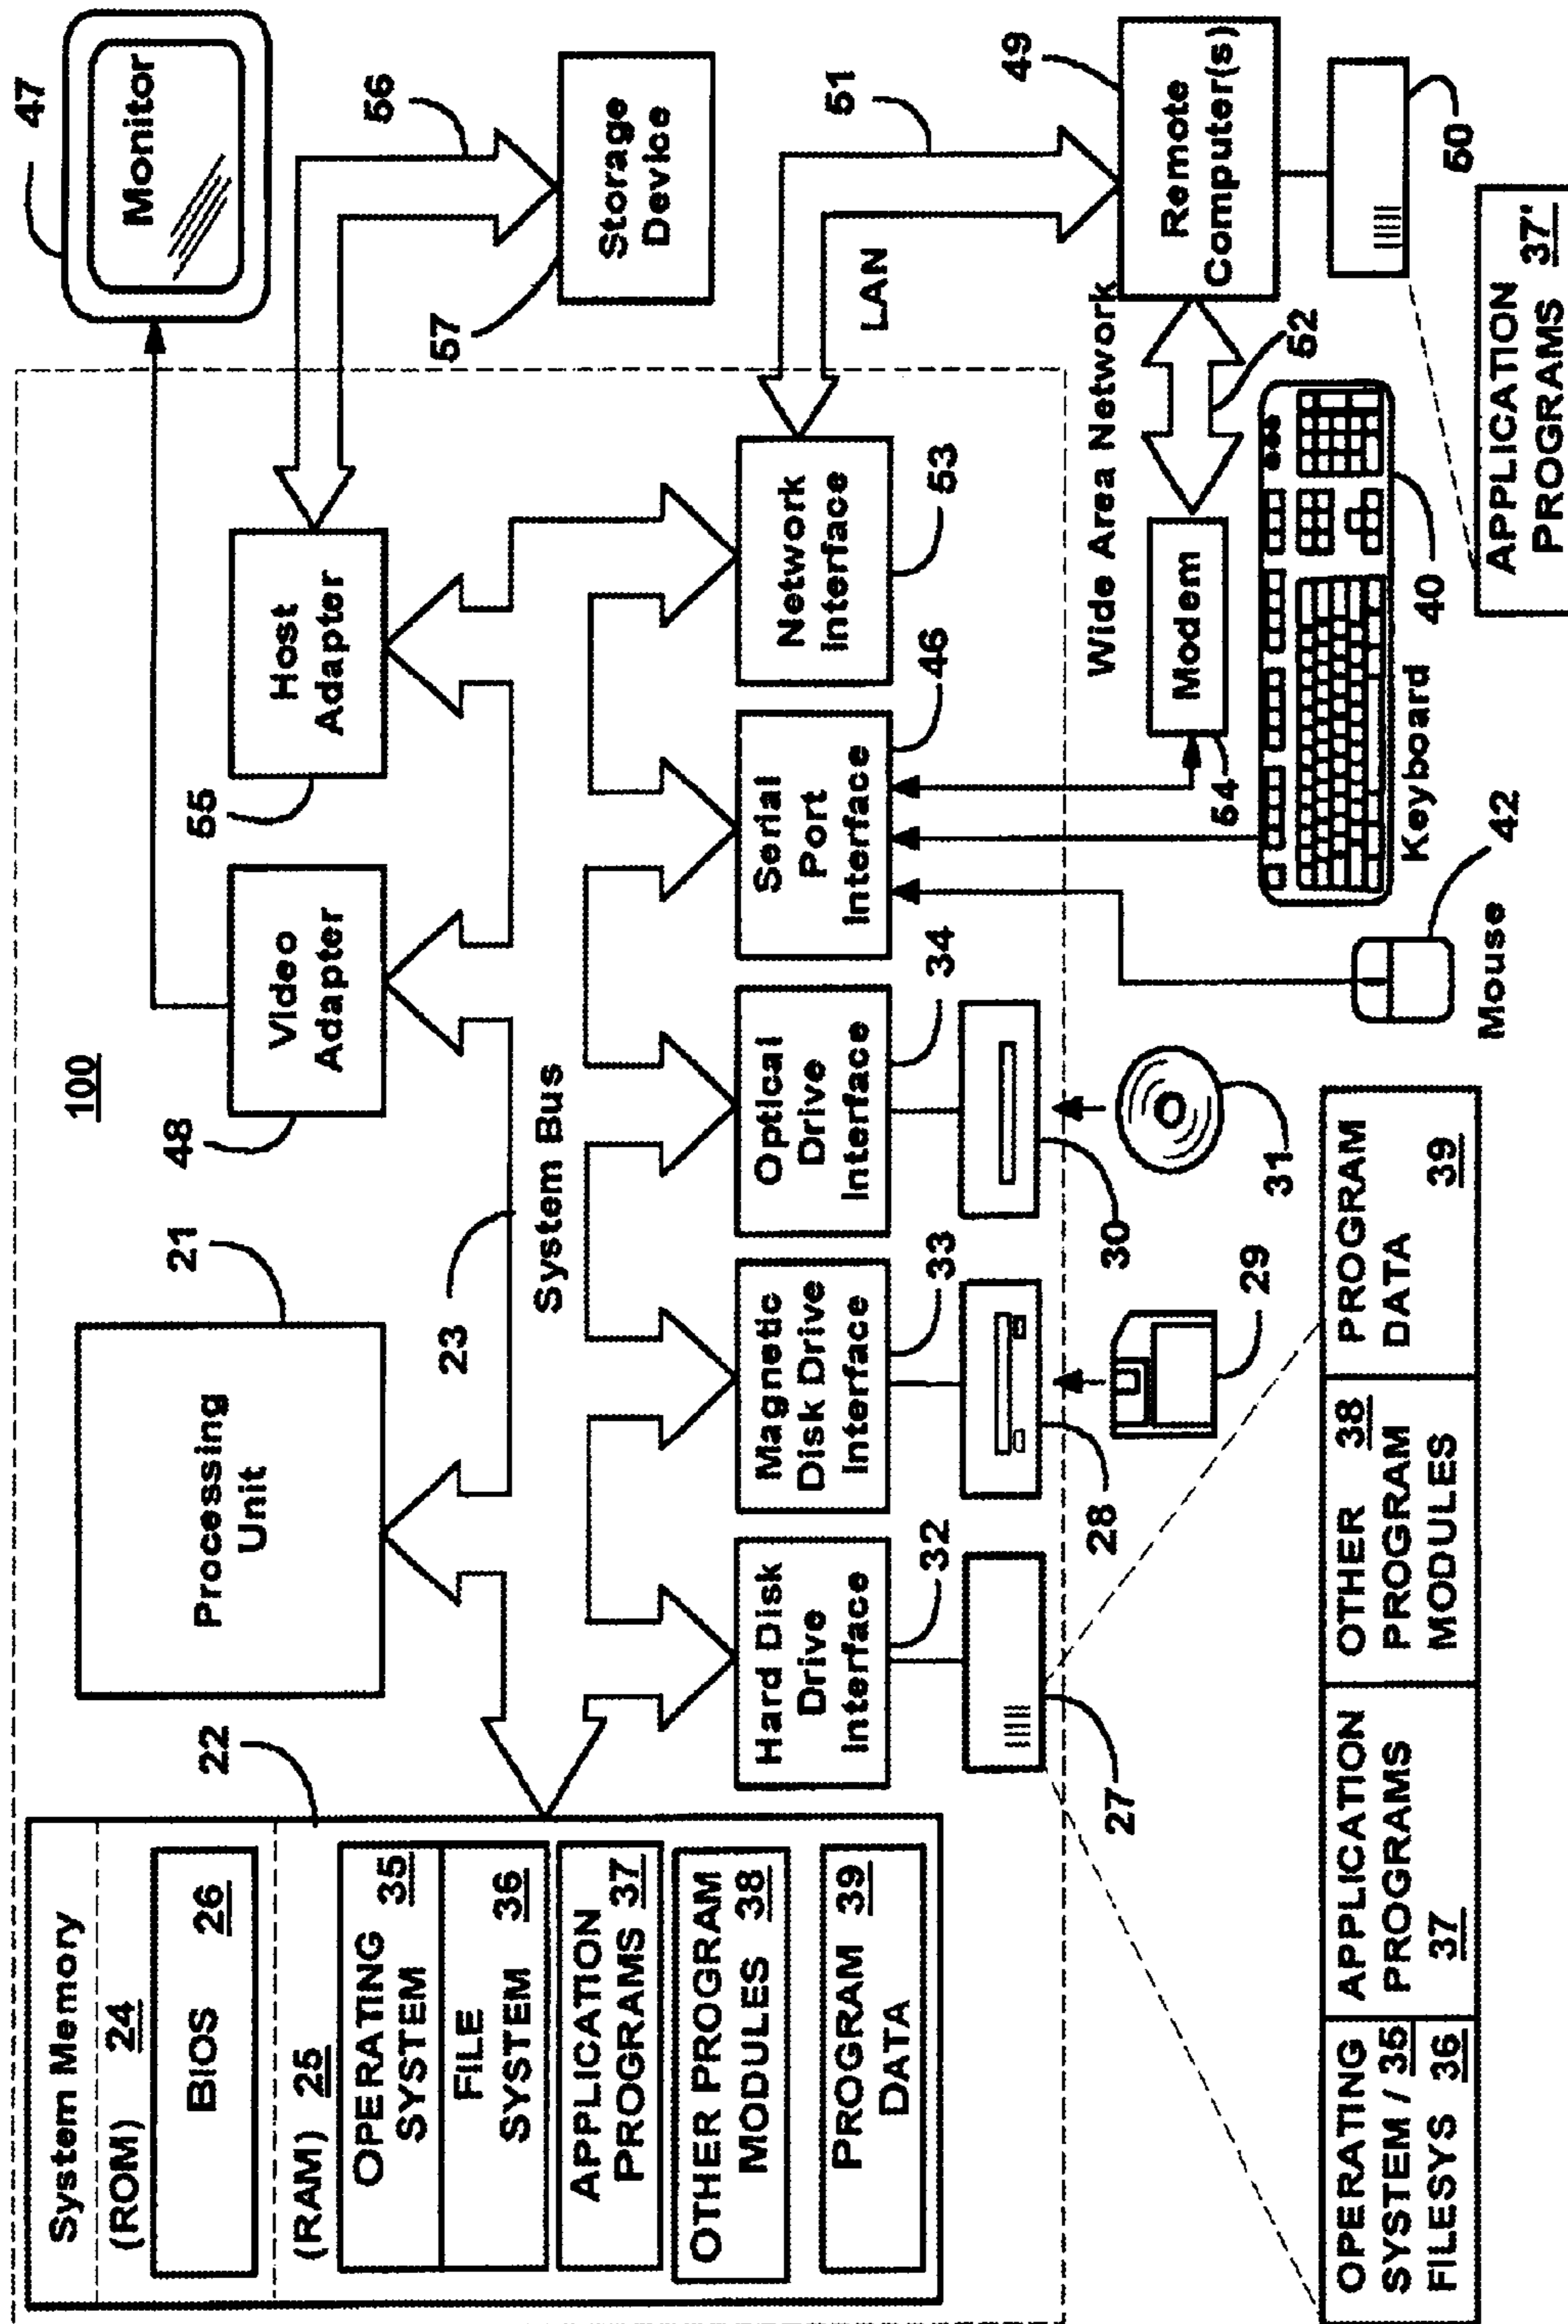 100
System Memory
(ROM) 24
BIOS 26
(RAM) 25
OPERATING
SYSTEM 35
FILE
SYSTEM 36
APPLICATION
PROGRAMS 37
OTHER PROGRAM
MODULES 38
PROGRAM 39
DATA
22
Processing
Unit
21
48
Video
Adapter
55
Host
Adapter
47
Monitor
56
57
Storage
Device
23
System Bus
Hard Disk
Drive
Interface
32
Magnetic
Disk Drive
Interface
33
Optical
Drive
Interface
34
Serial
Port
Interface
46
Network
Interface
53
LAN
51
49
Remote
Computer(s)
50
Wide Area Network
52
Modem
54
27
28
29
30
31
40
Keyboard
42
Mouse
OPERATING
SYSTEM / 35
FILESYS 36
APPLICATION
PROGRAMS
37
OTHER 38
PROGRAM
MODULES
PROGRAM
DATA 39
APPLICATION
PROGRAMS 37'